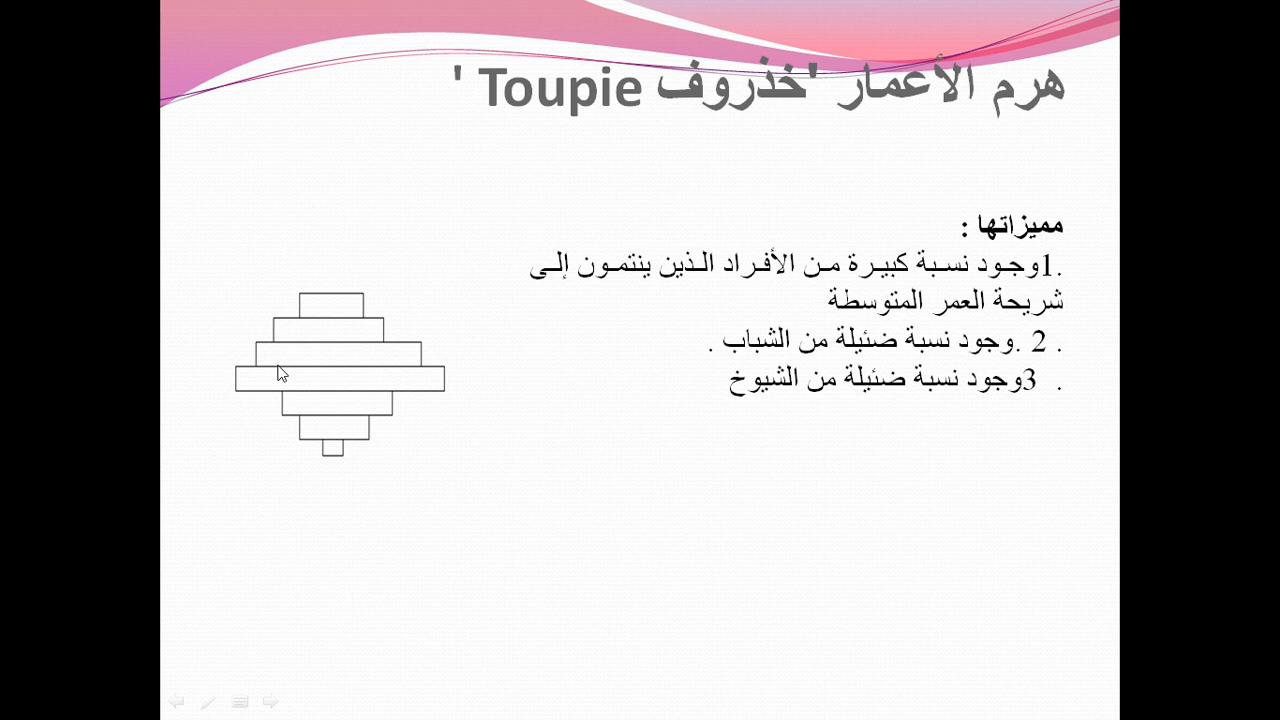 هرم الأعمار 'خذروف Toupie '
مميزاتها :
.1وجود نسبة كبيرة من الأفراد الذين ينتمون إلى
شريحة العمر المتوسطة
. 2 .وجود نسبة ضئيلة من الشباب .
. 3وجود نسبة ضئيلة من الشيوخ